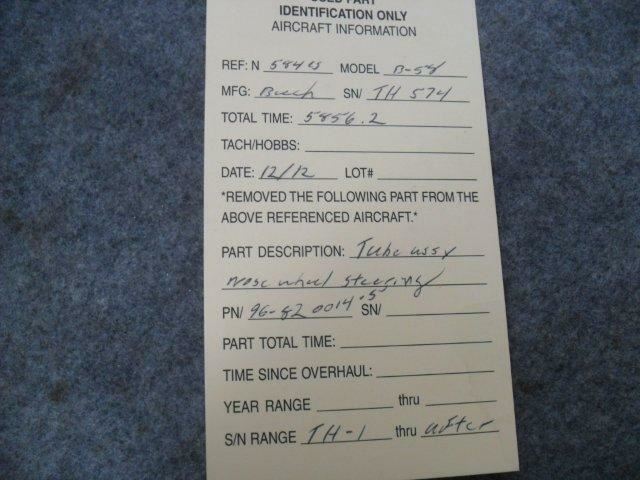 USED PART
IDENTIFICATION ONLY
AIRCRAFT INFORMATION
REF: N 584 MODEL B-58
MFG: Beech SN/ TH 574
TOTAL TIME: 5856.2
TACH/HOBBS:
DATE: 12/12 LOT#
*REMOVED THE FOLLOWING PART FROM THE
ABOVE REFERENCED AIRCRAFT.*
PART DESCRIPTION: Tube assy
nose wheel steering
PN/ 96-820014-5 SN/
PART TOTAL TIME:
TIME SINCE OVERHAUL:
YEAR RANGE thru
S/N RANGE TH-1 thru after